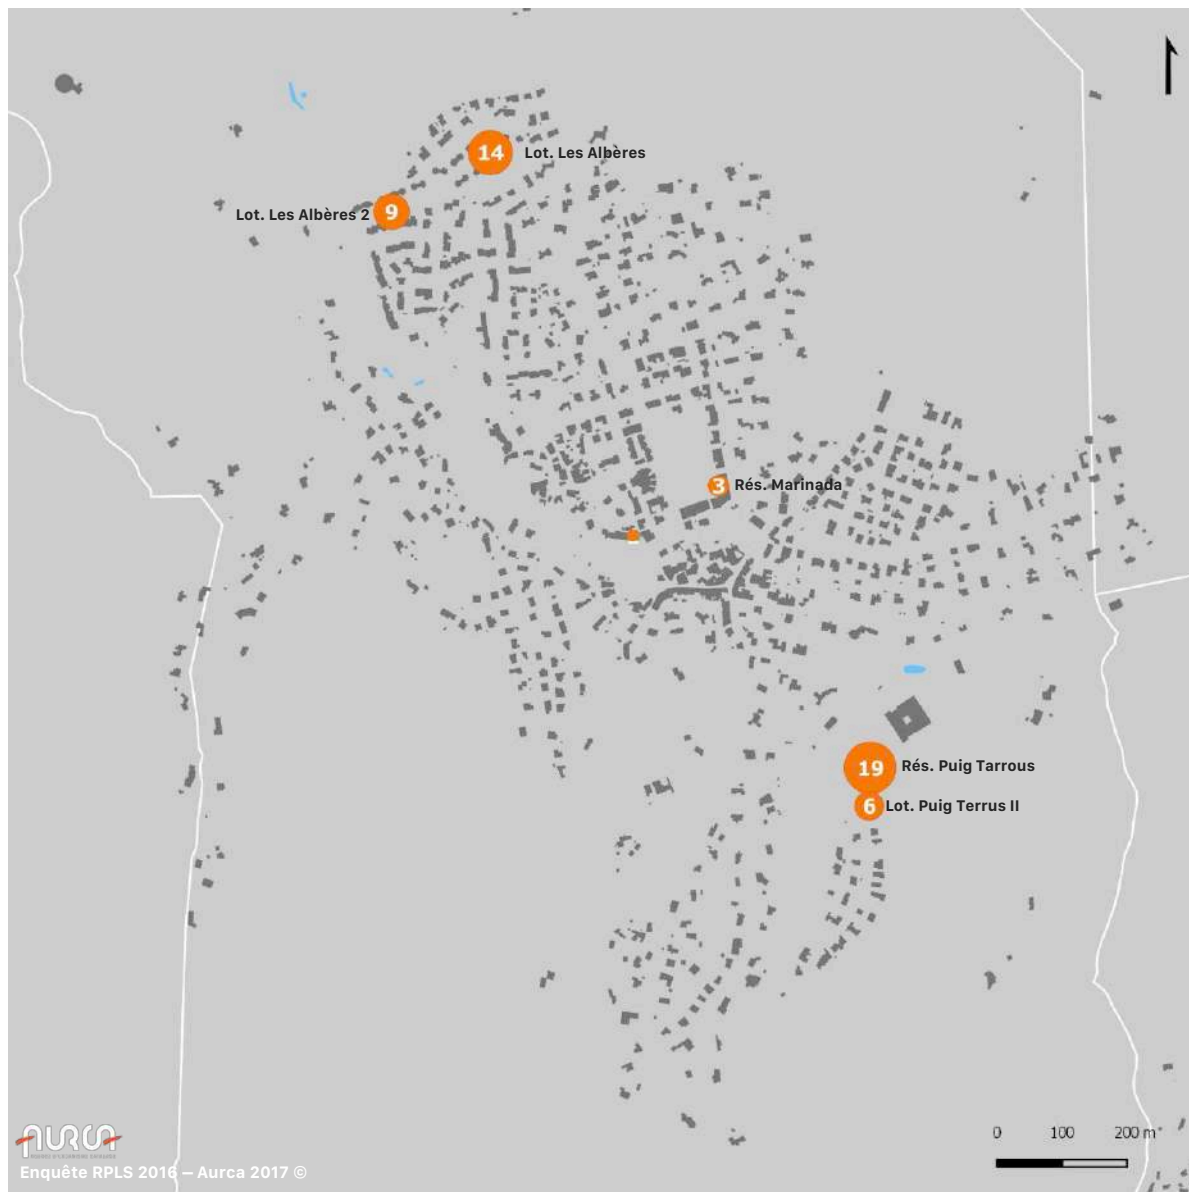 14 Lot. Les Albères
Lot. Les Albères 2 9
3 Rés. Marinada
19 Rés. Puig Tarrous
6 Lot. Puig Terrus II
0 100 200 m
AURCA
Enquête RPLS 2016 – Aurca 2017 ©